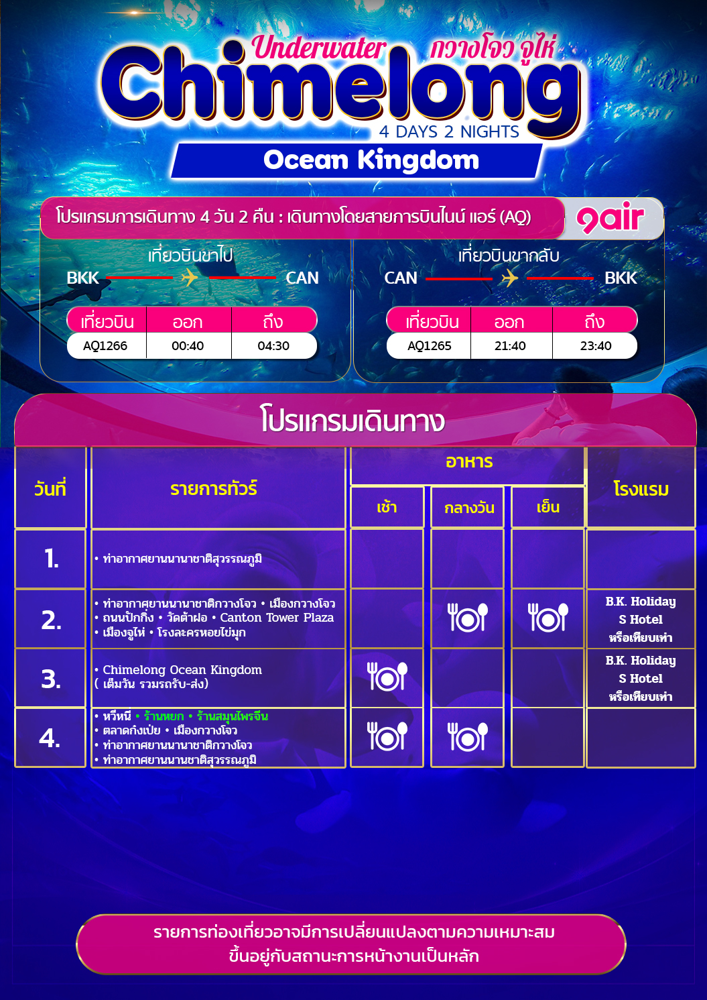 Underwater กวางโจว จูไห่
Chimelong
4 DAYS 2 NIGHTS
Ocean Kingdom
โปรแกรมการเดินทาง 4 วัน 2 คืน : เดินทางโดยสายการบินไนน์ แอร์ (AQ)
9air
เที่ยวบินขาไป
BKK CAN
เที่ยวบิน ออก ถึง
AQ1266 00:40 04:30
เที่ยวบินขากลับ
CAN BKK
เที่ยวบิน ออก ถึง
AQ1265 21:40 23:40
โปรแกรมเดินทาง
วันที่ รายการทัวร์ อาหาร โรงแรม
เช้า กลางวัน เย็น
1.
• ท่าอากาศยานนานาชาติสุวรรณภูมิ
2.
• ท่าอากาศยานนานาชาติกวางโจว • เมืองกวางโจว
• ถนนปักกิ่ง • วัดต้าฝอ • Canton Tower Plaza
• เมืองจูไห่ • โรงละครหอยไข่มุก
B.K. Holiday
S Hotel
หรือเทียบเท่า
3.
• Chimelong Ocean Kingdom
( เต็มวัน รวมรถรับ-ส่ง)
B.K. Holiday
S Hotel
หรือเทียบเท่า
4.
• หวีหนี่ • ร้านหยก • ร้านสมุนไพรจีน
• ตลาดก๋งเป่ย • เมืองกวางโจว
• ท่าอากาศยานนานาชาติกวางโจว
• ท่าอากาศยานนานชาติสุวรรณภูมิ
รายการท่องเที่ยวอาจมีการเปลี่ยนแปลงตามความเหมาะสม
ขึ้นอยู่กับสถานะการหน้างานเป็นหลัก